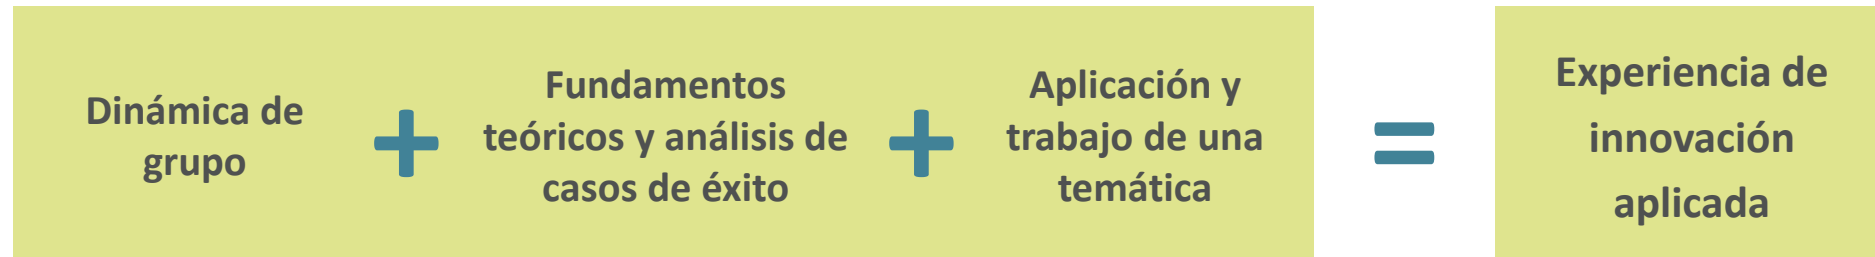 Dinámica de
grupo
+
Fundamentos
teóricos y análisis de
casos de éxito
+
Aplicación y
trabajo de una
temática
=
Experiencia de
innovación
aplicada